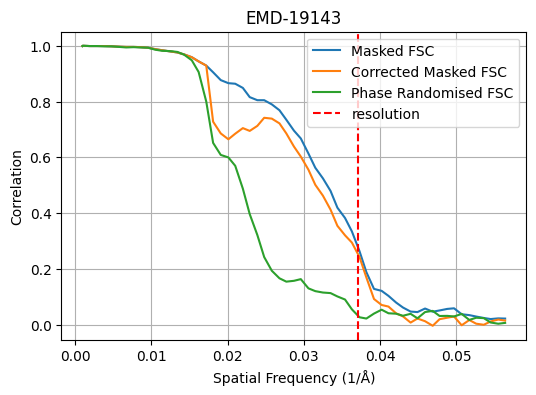 EMD-19143
Masked FSC
Corrected Masked FSC
Phase Randomised FSC
resolution
Correlation
1.0
0.8
0.6
0.4
0.2
0.0
0.00 0.01 0.02 0.03 0.04 0.05
Spatial Frequency (1/Å)